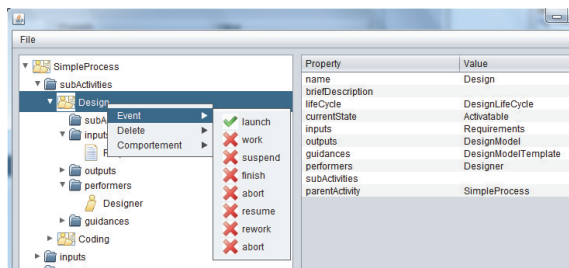 File
SimpleProcess
subActivities
Design
subA
inpu
R
outputs
performers
Designer
guidances
Coding
inputs
Event
Delete
Comportement
launch
work
suspend
finish
abort
resume
rework
abort
Property Value
name Design
briefDescription
lifeCycle DesignLifeCycle
currentState Activatable
inputs Requirements
outputs DesignModel
guidances DesignModelTemplate
performers Designer
subActivities
parentActivity SimpleProcess